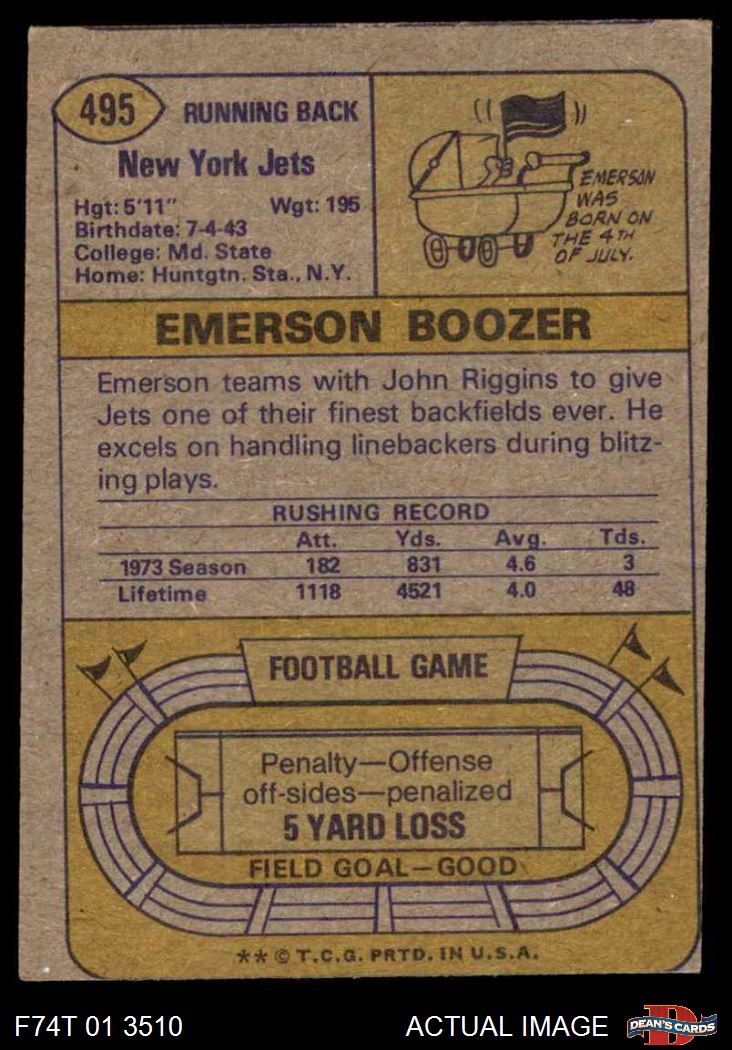 495
RUNNING BACK
New York Jets
Hgt: 5'11" Wgt: 195
Birthdate: 7-4-43
College: Md. State
Home: Huntgtn. Sta., N.Y.
EMERSON
WAS
BORN ON
THE 4TH
OF JULY.
EMERSON BOOZER
Emerson teams with John Riggins to give
Jets one of their finest backfields ever. He
excels on handling linebackers during blitz-
ing plays.
RUSHING RECORD
Att. Yds. Avg. Tds.
1973 Season 182 831 4.6 3
Lifetime 1118 4521 4.0 48
FOOTBALL GAME
Penalty—Offense
off-sides—penalized
5 YARD LOSS
FIELD GOAL—GOOD
** © T.C.G. PRTD. IN U.S.A.
F74T 01 3510 ACTUAL IMAGE
D
DEAN'S CARDS